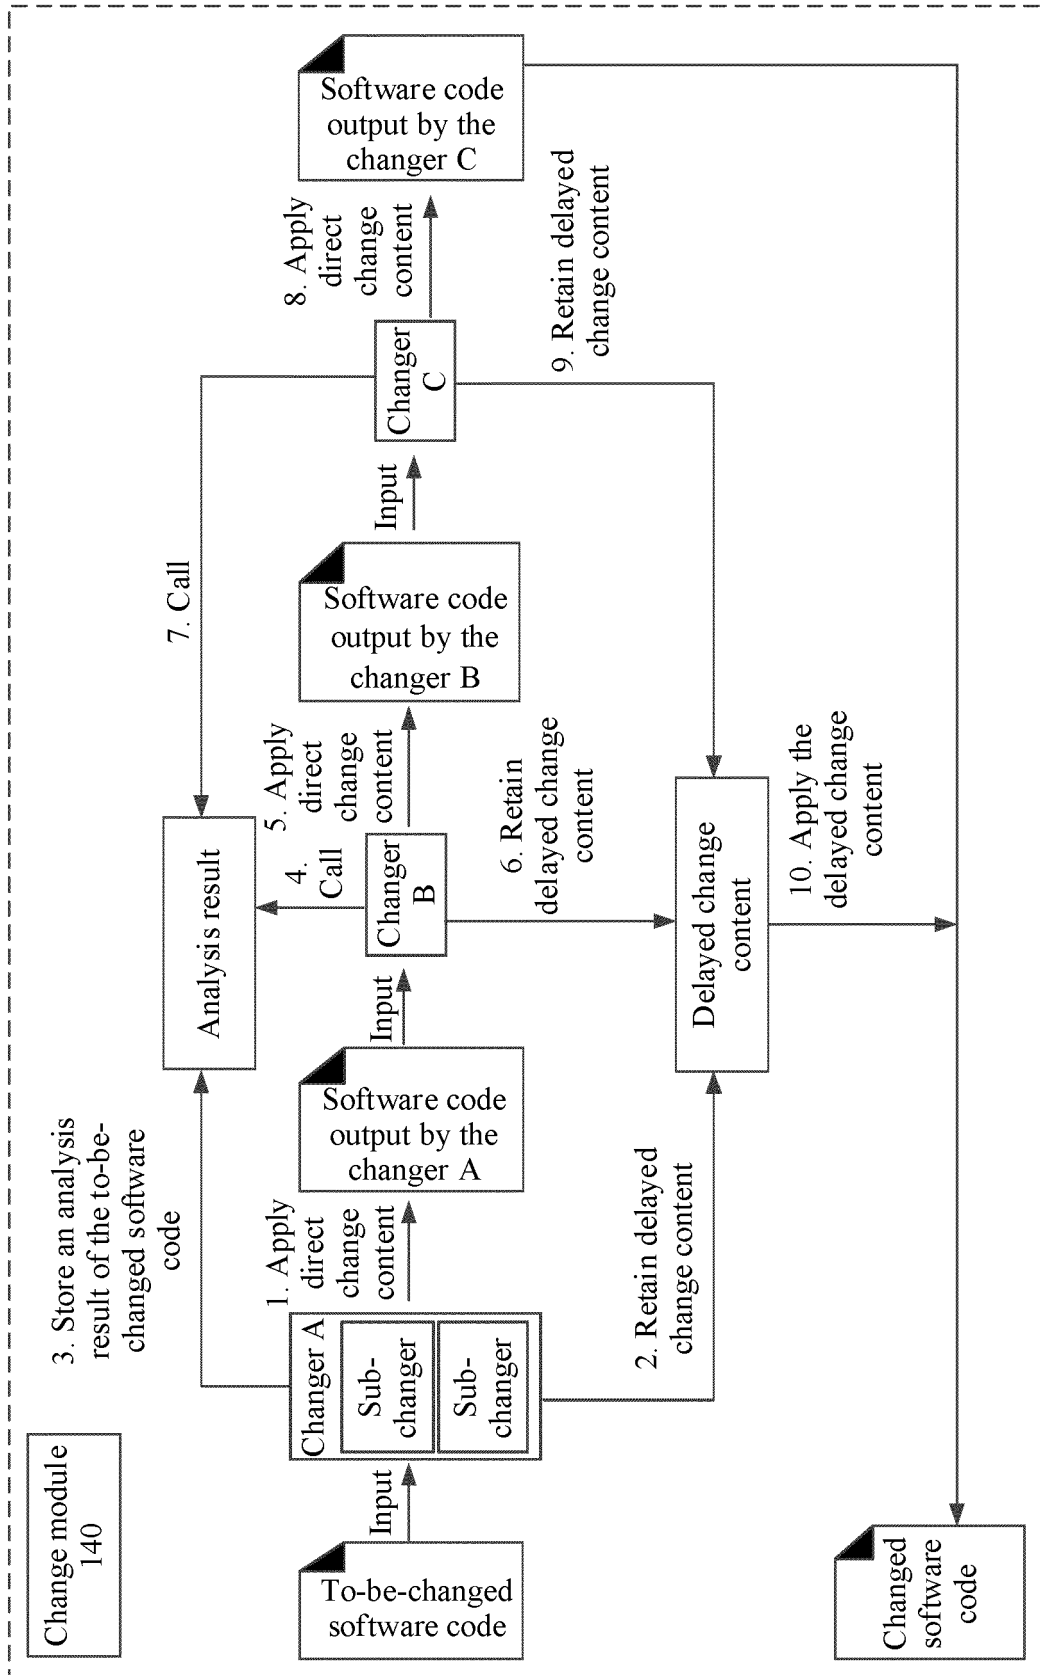 Change module
140
To-be-changed
software code
Input
Changer A
Sub-
changer
Sub-
changer
1. Apply
direct
change
content
2. Retain delayed
change content
3. Store an analysis
result of the to-be-
changed software
code
Software code
output by the
changer A
Input
Analysis result
4.
Call
Changer
B
5. Apply
direct
change
content
6. Retain
delayed change
content
Software code
output by the
changer B
Input
7. Call
Changer
C
8. Apply
direct
change
content
9. Retain delayed
change content
Software code
output by the
changer C
Delayed change
content
10. Apply the
delayed change
content
Changed
software
code